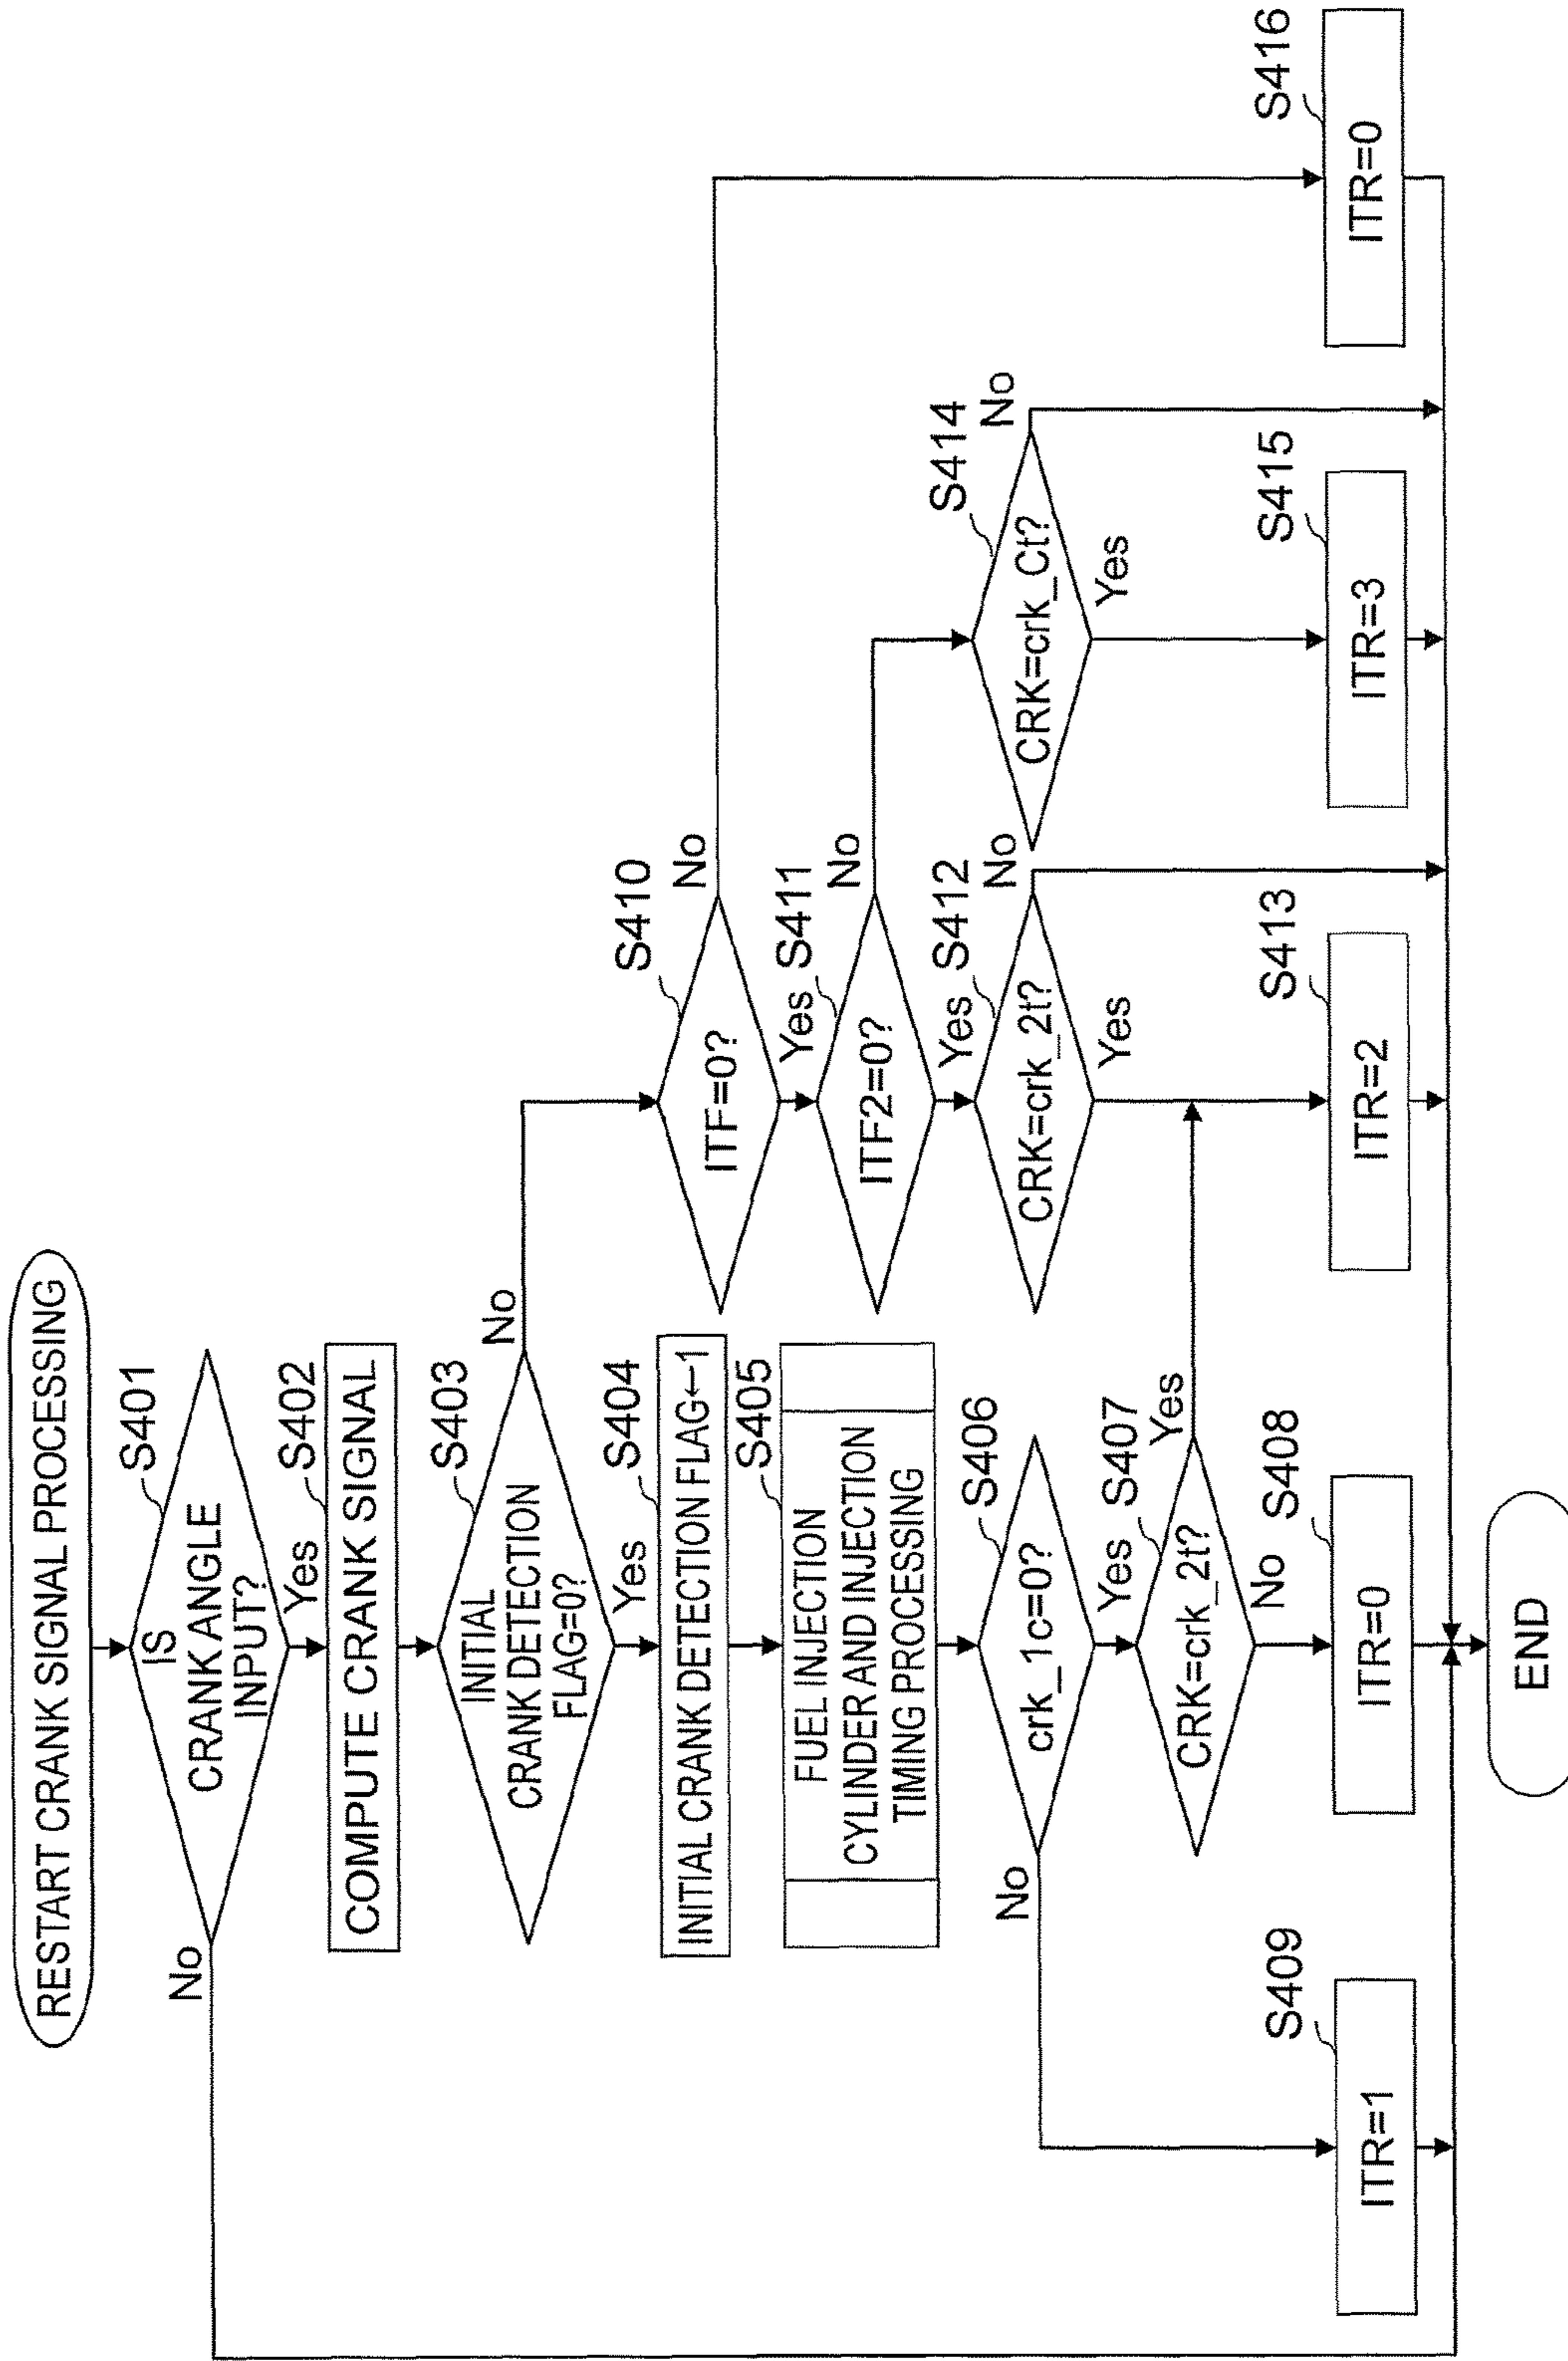 RESTART CRANK SIGNAL PROCESSING
S401
IS
CRANK ANGLE
INPUT?
No
Yes
S402
COMPUTE CRANK SIGNAL
S403
INITIAL
CRANK DETECTION
FLAG=0?
No
Yes
S404
INITIAL CRANK DETECTION FLAG←1
S405
FUEL INJECTION
CYLINDER AND INJECTION
TIMING PROCESSING
S406
crk_1c=0?
No
Yes
S407
CRK=crk_2t?
Yes
No
S408
ITR=0
S409
ITR=1
S410
ITF=0?
No
Yes
S411
ITF2=0?
No
Yes
S412
CRK=crk_2t?
No
Yes
S413
ITR=2
S414
CRK=crk_Ct?
No
Yes
S415
ITR=3
S416
ITR=0
END